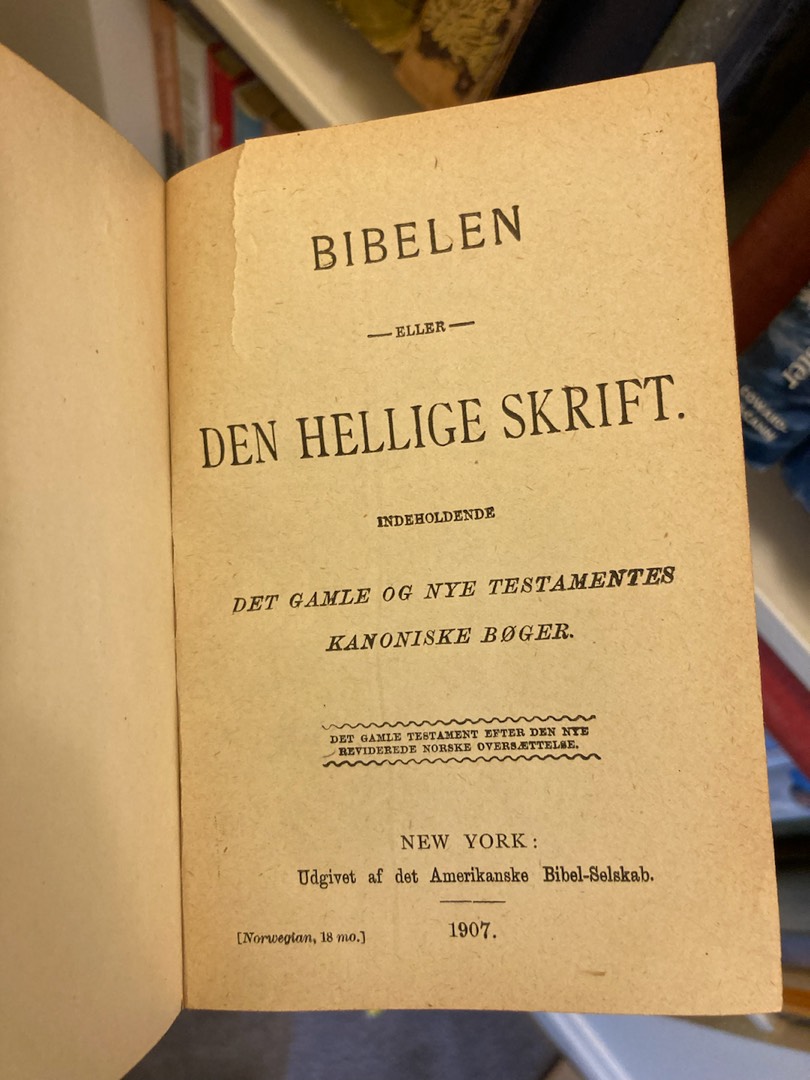 BIBELEN
— ELLER —
DEN HELLIGE SKRIFT.
INDEHOLDENDE
DET GAMLE OG NYE TESTAMENTES
KANONISKE BØGER.
DET GAMLE TESTAMENT EFTER DEN NYE
REVIDEREDE NORSKE OVERSÆTTELSE.
NEW YORK:
Udgivet af det Amerikanske Bibel-Selskab.
[Norwegian, 18 mo.]
1907.